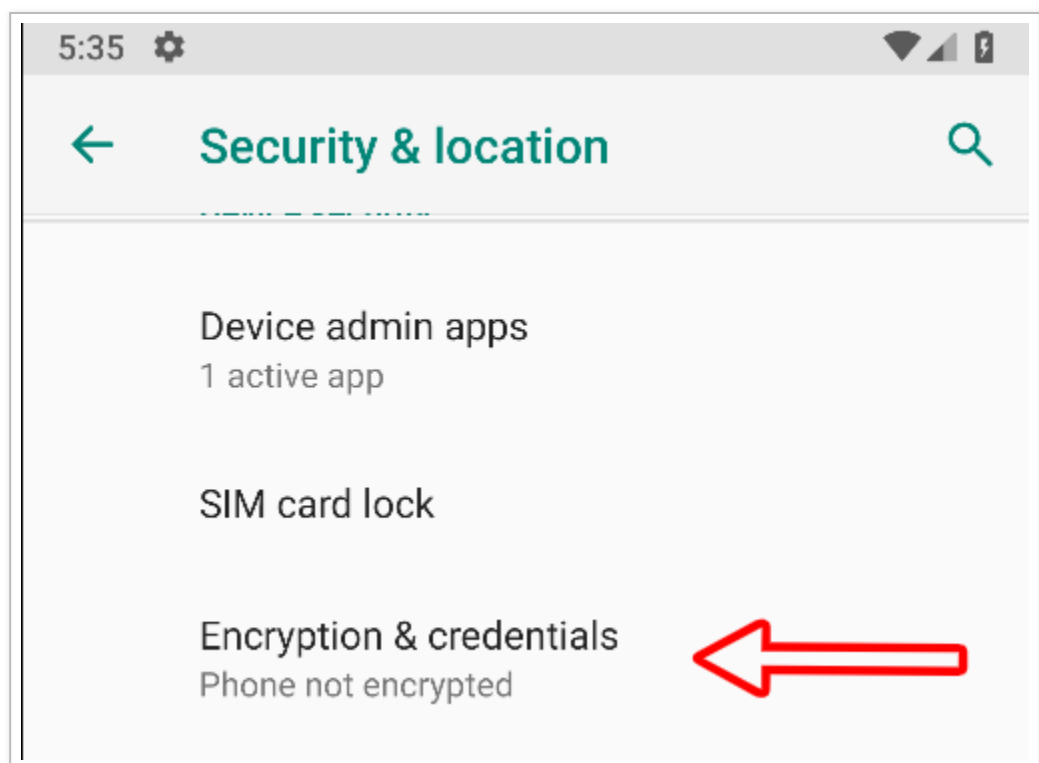 5:35
Security & location
Device admin apps
1 active app
SIM card lock
Encryption & credentials
Phone not encrypted